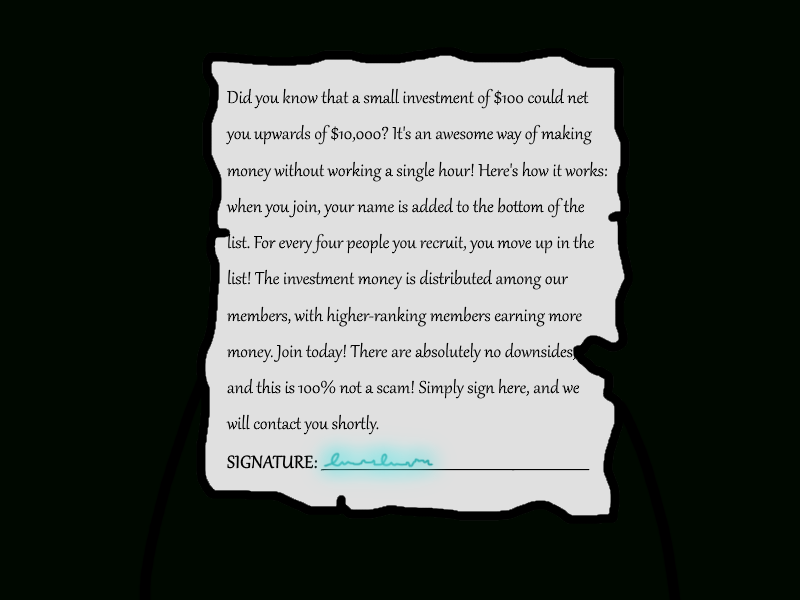 Did you know that a small investment of $100 could net
you upwards of $10,000? It's an awesome way of making
money without working a single hour! Here's how it works:
when you join, your name is added to the bottom of the
list. For every four people you recruit, you move up in the
list! The investment money is distributed among our
members, with higher-ranking members earning more
money. Join today! There are absolutely no downsides,
and this is 100% not a scam! Simply sign here, and we
will contact you shortly.
SIGNATURE: